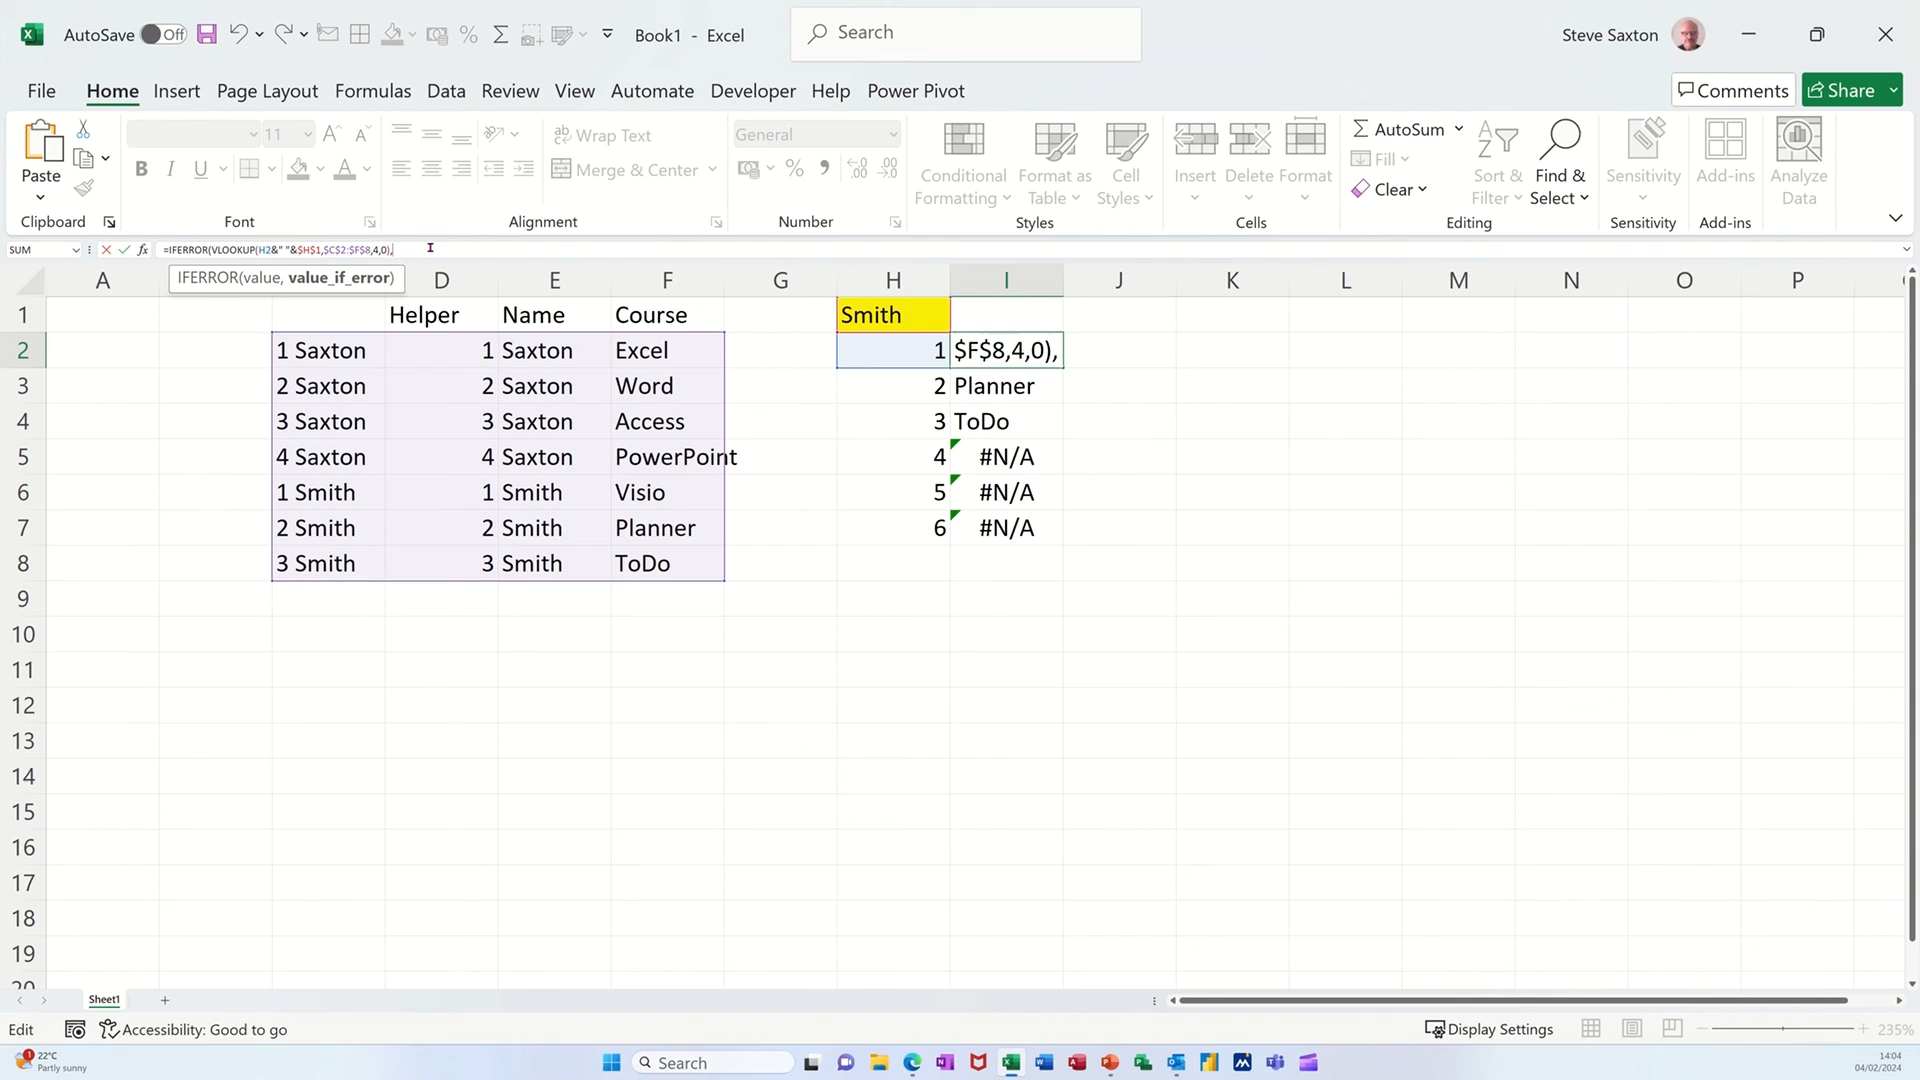 AutoSave Off Book1 - Excel Search Steve Saxton
File Home Insert Page Layout Formulas Data Review View Automate Developer Help Power Pivot Comments Share
Paste 11 Wrap Text General Conditional Formatting Format as Table Cell Styles Insert Delete Format AutoSum Sort & Filter Find & Select Sensitivity Add-ins Analyze Data
B I U Merge & Center Fill
Clear
Clipboard Font Alignment Number Styles Cells Editing Sensitivity Add-ins
SUM fx =IFERROR(VLOOKUP(H2&" "&$H$1,$C$2:$F$8,4,0),
IFERROR(value, value_if_error)
A D E F G H I J K L M N O P
1 Helper Name Course Smith
2 1 Saxton 1 Saxton Excel 1 $F$8,4,0),
3 2 Saxton 2 Saxton Word 2 Planner
4 3 Saxton 3 Saxton Access 3 ToDo
5 4 Saxton 4 Saxton PowerPoint 4 #N/A
6 1 Smith 1 Smith Visio 5 #N/A
7 2 Smith 2 Smith Planner 6 #N/A
8 3 Smith 3 Smith ToDo
9
10
11
12
13
14
15
16
17
18
19
20
Sheet1
Edit Accessibility: Good to go Display Settings 235%
22°C
Partly sunny
Search
14:04
04/02/2024